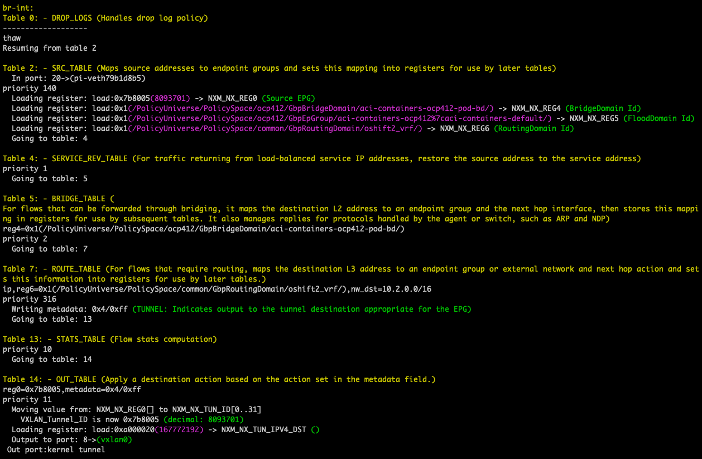 br-int:
Table 0: - DROP_LOGS (Handles drop log policy)
-------------------
thaw
Resuming from table 2
Table 2: - SRC_TABLE (Maps source addresses to endpoint groups and sets this mapping into registers for use by later tables)
In port: 20->(pi-veth79b1d8b5)
priority 140
Loading register: load:0x7b8005(8093701) -> NXM_NX_REG0 (Source EPG)
Loading register: load:0x1(/PolicyUniverse/PolicySpace/ocp412/GbpBridgeDomain/aci-containers-ocp412-pod-bd/) -> NXM_NX_REG4 (BridgeDomain Id)
Loading register: load:0x1(/PolicyUniverse/PolicySpace/ocp412/GbpEpGroup/aci-containers-ocp412%7caci-containers-default/) -> NXM_NX_REG5 (FloodDomain Id)
Loading register: load:0x1(/PolicyUniverse/PolicySpace/common/GbpRoutingDomain/oshift2_vrf/) -> NXM_NX_REG6 (RoutingDomain Id)
Going to table: 4
Table 4: - SERVICE_REV_TABLE (For traffic returning from load-balanced service IP addresses, restore the source address to the service address)
priority 1
Going to table: 5
Table 5: - BRIDGE_TABLE (
For flows that can be forwarded through bridging, it maps the destination L2 address to an endpoint group and the next hop interface, then stores this mapp
ing in registers for use by subsequent tables. It also manages replies for protocols handled by the agent or switch, such as ARP and NDP)
reg4=0x1(/PolicyUniverse/PolicySpace/ocp412/GbpBridgeDomain/aci-containers-ocp412-pod-bd/)
priority 2
Going to table: 7
Table 7: - ROUTE_TABLE (For flows that require routing, maps the destination L3 address to an endpoint group or external network and next hop action and set
s this information into registers for use by later tables.)
ip,reg6=0x1(/PolicyUniverse/PolicySpace/common/GbpRoutingDomain/oshift2_vrf/),nw_dst=10.2.0.0/16
priority 316
Writing metadata: 0x4/0xff (TUNNEL: Indicates output to the tunnel destination appropriate for the EPG)
Going to table: 13
Table 13: - STATS_TABLE (Flow stats computation)
priority 10
Going to table: 14
Table 14: - OUT_TABLE (Apply a destination action based on the action set in the metadata field.)
reg0=0x7b8005,metadata=0x4/0xff
priority 11
Moving value from: NXM_NX_REG0[] to NXM_NX_TUN_ID[0..31]
VXLAN_Tunnel_ID is now 0x7b8005 (decimal: 8093701)
Loading register: load:0xa000020(167772192) -> NXM_NX_TUN_IPV4_DST ()
Output to port: 8->(vxlan0)
Out port:kernel tunnel